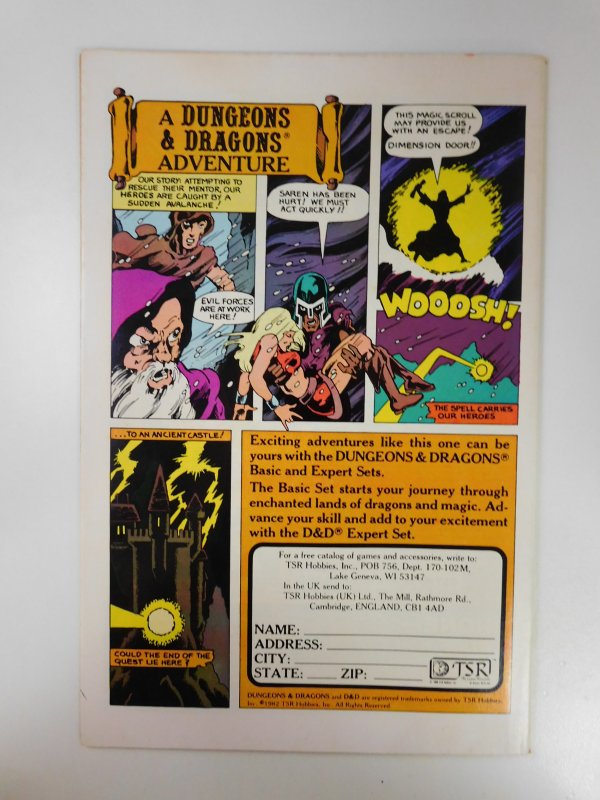 A DUNGEONS
& DRAGONS®
ADVENTURE
OUR STORY: ATTEMPTING TO
RESCUE THEIR MENTOR, OUR
HEROES ARE CAUGHT BY A
SUDDEN AVALANCHE!
EVIL FORCES
ARE AT WORK
HERE!
SAREN HAS BEEN
HURT! WE MUST
ACT QUICKLY!!
THIS MAGIC SCROLL
MAY PROVIDE US
WITH AN ESCAPE!
DIMENSION DOOR!!
WOOOSH!
THE SPELL CARRIES
OUR HEROES
...TO AN ANCIENT CASTLE!
COULD THE END OF THE
QUEST LIE HERE?
Exciting adventures like this one can be
yours with the DUNGEONS & DRAGONS®
Basic and Expert Sets.
The Basic Set starts your journey through
enchanted lands of dragons and magic. Ad-
vance your skill and add to your excitement
with the D&D® Expert Set.
For a free catalog of games and accessories, write to:
TSR Hobbies, Inc., POB 756, Dept. 170-102M,
Lake Geneva, WI 53147
In the UK send to:
TSR Hobbies (UK) Ltd., The Mill, Rathmore Rd.,
Cambridge, ENGLAND, CB1 4AD
NAME:
ADDRESS:
CITY:
STATE: ZIP:
TSR
DUNGEONS & DRAGONS and D&D are registered trademarks owned by TSR Hobbies,
Inc. ©1982 TSR Hobbies, Inc. All Rights Reserved.